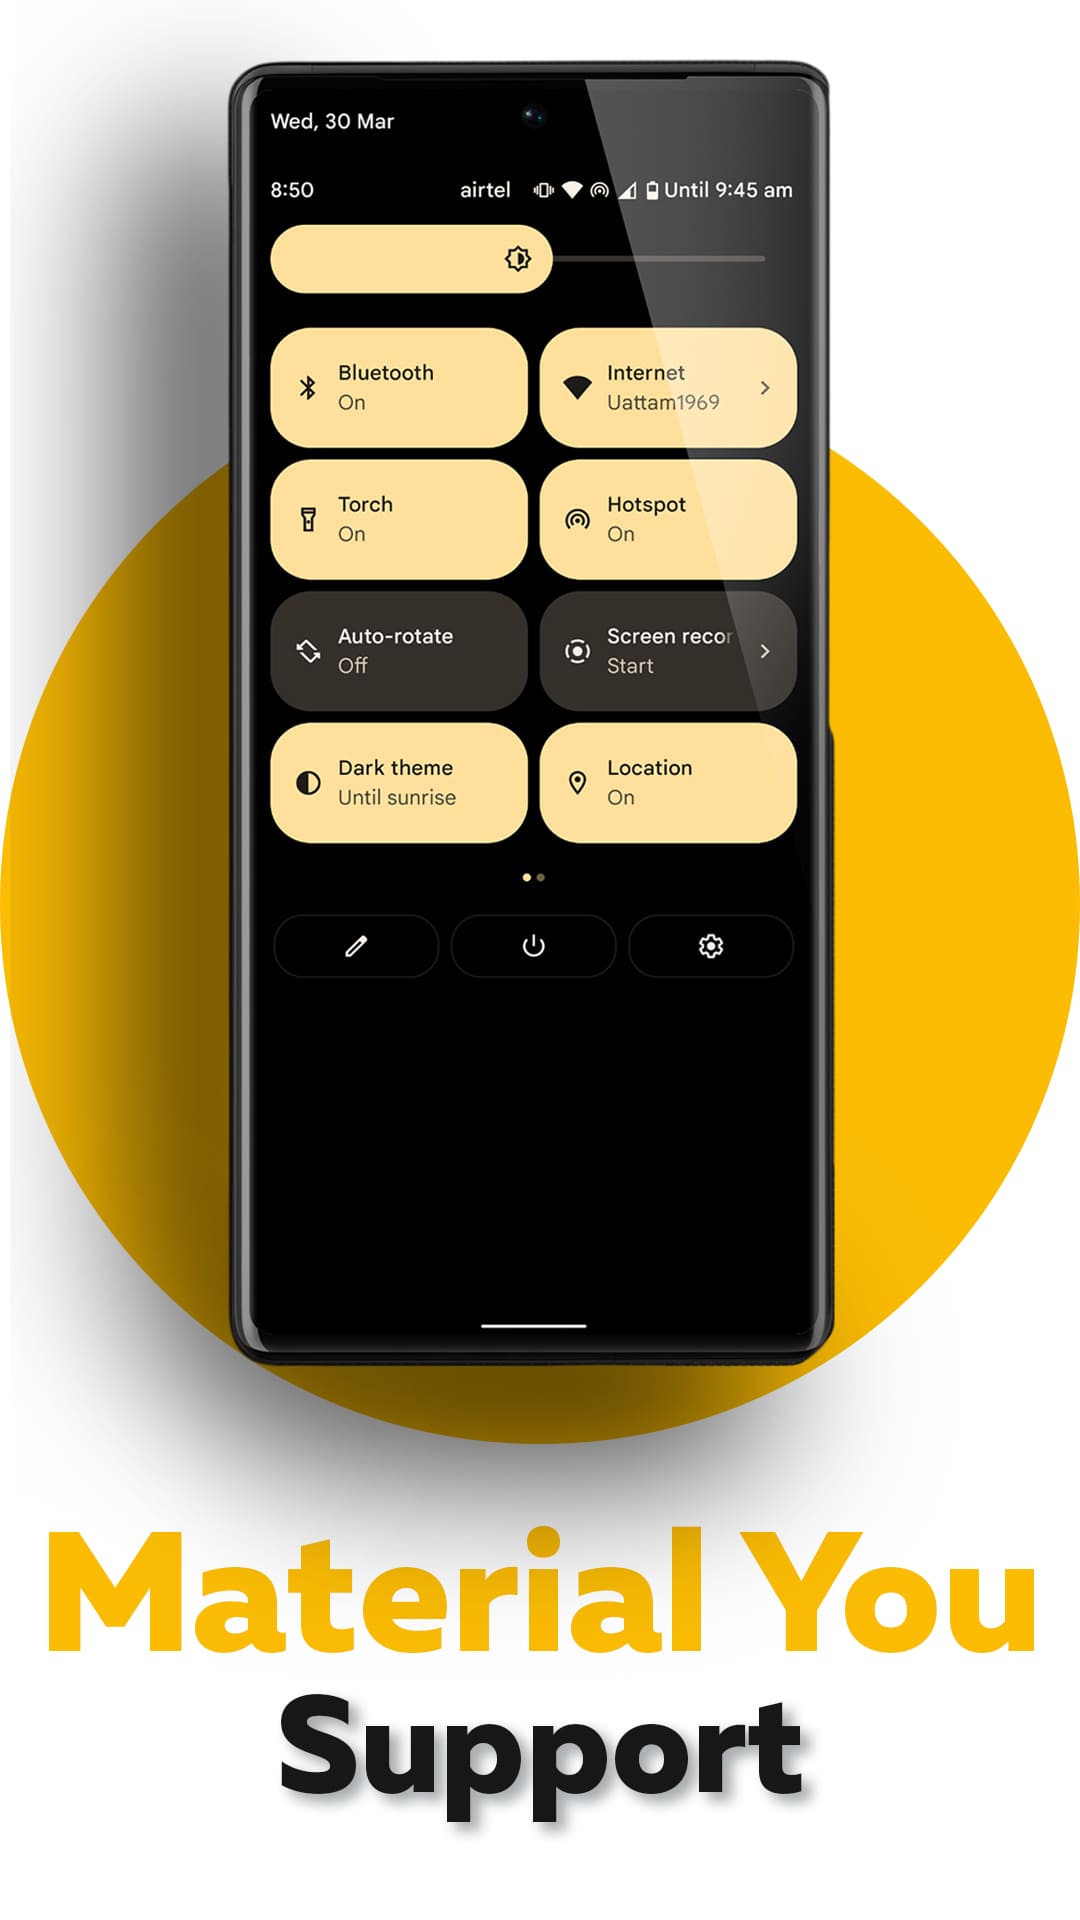 Wed, 30 Mar
8:50 airtel Until 9:45 am
Bluetooth
On
Internet
Uattam1969
Torch
On
Hotspot
On
Auto-rotate
Off
Screen recor
Start
Dark theme
Until sunrise
Location
On
Material You
Support